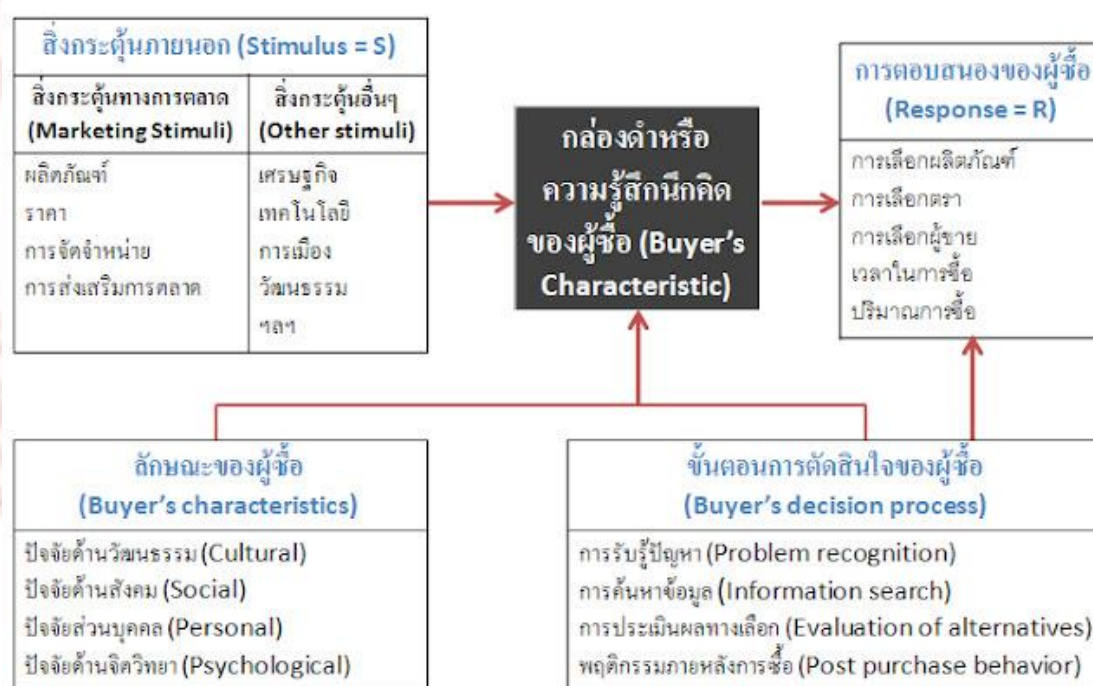 สิ่งกระตุ้นภายนอก (Stimulus = S)
สิ่งกระตุ้นทางการตลาด
(Marketing Stimuli)
สิ่งกระตุ้นอื่นๆ
(Other stimuli)
ผลิตภัณฑ์
ราคา
การจัดจำหน่าย
การส่งเสริมการตลาด
เศรษฐกิจ
เทคโนโลยี
การเมือง
วัฒนธรรม
ฯลฯ
กล่องดำหรือ
ความรู้สึกนึกคิด
ของผู้ซื้อ (Buyer’s
Characteristic)
การตอบสนองของผู้ซื้อ
(Response = R)
การเลือกผลิตภัณฑ์
การเลือกตรา
การเลือกผู้ขาย
เวลาในการซื้อ
ปริมาณการซื้อ
ลักษณะของผู้ซื้อ
(Buyer’s characteristics)
ปัจจัยด้านวัฒนธรรม (Cultural)
ปัจจัยด้านสังคม (Social)
ปัจจัยส่วนบุคคล (Personal)
ปัจจัยด้านจิตวิทยา (Psychological)
ขั้นตอนการตัดสินใจของผู้ซื้อ
(Buyer’s decision process)
การรับรู้ปัญหา (Problem recognition)
การค้นหาข้อมูล (Information search)
การประเมินผลทางเลือก (Evaluation of alternatives)
พฤติกรรมภายหลังการซื้อ (Post purchase behavior)